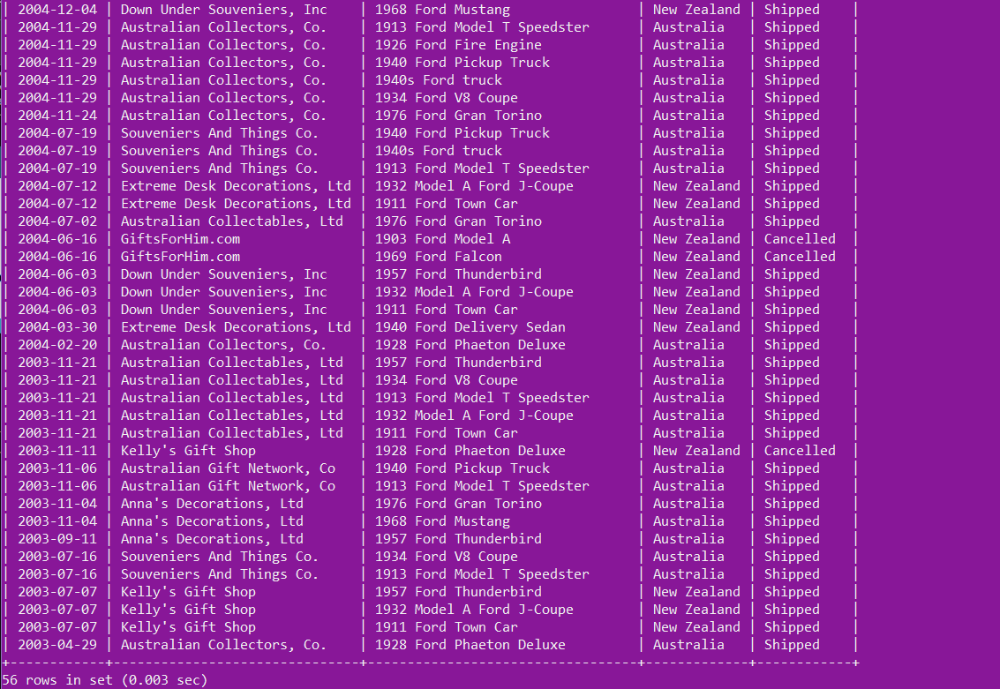 | 2004-12-04 | Down Under Souveniers, Inc | 1968 Ford Mustang | New Zealand | Shipped |
| 2004-11-29 | Australian Collectors, Co. | 1913 Ford Model T Speedster | Australia | Shipped |
| 2004-11-29 | Australian Collectors, Co. | 1926 Ford Fire Engine | Australia | Shipped |
| 2004-11-29 | Australian Collectors, Co. | 1940 Ford Pickup Truck | Australia | Shipped |
| 2004-11-29 | Australian Collectors, Co. | 1940s Ford truck | Australia | Shipped |
| 2004-11-29 | Australian Collectors, Co. | 1934 Ford V8 Coupe | Australia | Shipped |
| 2004-11-24 | Australian Collectors, Co. | 1976 Ford Gran Torino | Australia | Shipped |
| 2004-07-19 | Souveniers And Things Co. | 1940 Ford Pickup Truck | Australia | Shipped |
| 2004-07-19 | Souveniers And Things Co. | 1940s Ford truck | Australia | Shipped |
| 2004-07-19 | Souveniers And Things Co. | 1913 Ford Model T Speedster | Australia | Shipped |
| 2004-07-12 | Extreme Desk Decorations, Ltd | 1932 Model A Ford J-Coupe | New Zealand | Shipped |
| 2004-07-12 | Extreme Desk Decorations, Ltd | 1911 Ford Town Car | New Zealand | Shipped |
| 2004-07-02 | Australian Collectables, Ltd | 1976 Ford Gran Torino | Australia | Shipped |
| 2004-06-16 | GiftsForHim.com | 1903 Ford Model A | New Zealand | Cancelled |
| 2004-06-16 | GiftsForHim.com | 1969 Ford Falcon | New Zealand | Cancelled |
| 2004-06-03 | Down Under Souveniers, Inc | 1957 Ford Thunderbird | New Zealand | Shipped |
| 2004-06-03 | Down Under Souveniers, Inc | 1932 Model A Ford J-Coupe | New Zealand | Shipped |
| 2004-06-03 | Down Under Souveniers, Inc | 1911 Ford Town Car | New Zealand | Shipped |
| 2004-03-30 | Extreme Desk Decorations, Ltd | 1940 Ford Delivery Sedan | New Zealand | Shipped |
| 2004-02-20 | Australian Collectors, Co. | 1928 Ford Phaeton Deluxe | Australia | Shipped |
| 2003-11-21 | Australian Collectables, Ltd | 1957 Ford Thunderbird | Australia | Shipped |
| 2003-11-21 | Australian Collectables, Ltd | 1934 Ford V8 Coupe | Australia | Shipped |
| 2003-11-21 | Australian Collectables, Ltd | 1913 Ford Model T Speedster | Australia | Shipped |
| 2003-11-21 | Australian Collectables, Ltd | 1932 Model A Ford J-Coupe | Australia | Shipped |
| 2003-11-21 | Australian Collectables, Ltd | 1911 Ford Town Car | Australia | Shipped |
| 2003-11-11 | Kelly's Gift Shop | 1928 Ford Phaeton Deluxe | New Zealand | Cancelled |
| 2003-11-06 | Australian Gift Network, Co | 1940 Ford Pickup Truck | Australia | Shipped |
| 2003-11-06 | Australian Gift Network, Co | 1913 Ford Model T Speedster | Australia | Shipped |
| 2003-11-04 | Anna's Decorations, Ltd | 1976 Ford Gran Torino | Australia | Shipped |
| 2003-11-04 | Anna's Decorations, Ltd | 1968 Ford Mustang | Australia | Shipped |
| 2003-09-11 | Anna's Decorations, Ltd | 1957 Ford Thunderbird | Australia | Shipped |
| 2003-07-16 | Souveniers And Things Co. | 1934 Ford V8 Coupe | Australia | Shipped |
| 2003-07-16 | Souveniers And Things Co. | 1913 Ford Model T Speedster | Australia | Shipped |
| 2003-07-07 | Kelly's Gift Shop | 1957 Ford Thunderbird | New Zealand | Shipped |
| 2003-07-07 | Kelly's Gift Shop | 1932 Model A Ford J-Coupe | New Zealand | Shipped |
| 2003-07-07 | Kelly's Gift Shop | 1911 Ford Town Car | New Zealand | Shipped |
| 2003-04-29 | Australian Collectors, Co. | 1928 Ford Phaeton Deluxe | Australia | Shipped |
+------------+-------------------------------+-----------------------------------+-------------+------------+
56 rows in set (0.003 sec)